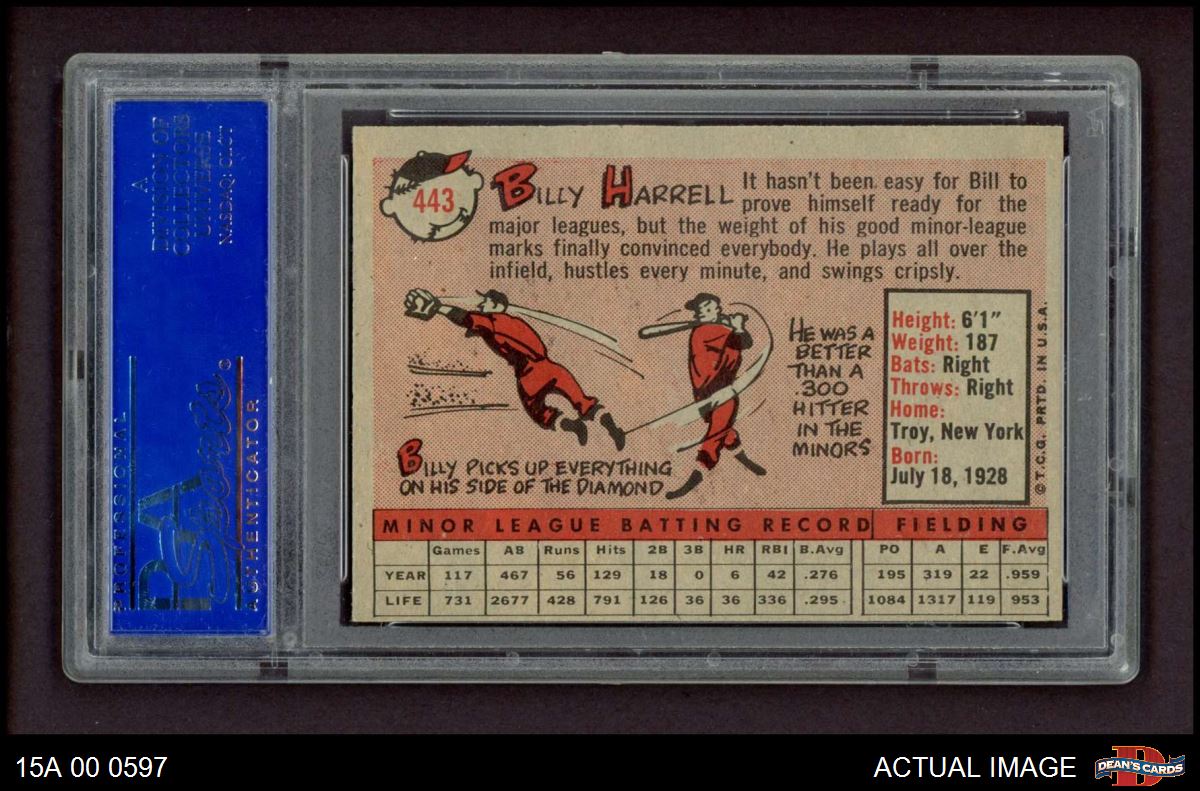 A
DIVISION OF
COLLECTORS
UNIVERSE
NASDAQ: CLCT
PROFESSIONAL
PSA
Sports
®
AUTHENTICATOR
443
BILLY HARRELL
It hasn't been easy for Bill to
prove himself ready for the
major leagues, but the weight of his good minor-league
marks finally convinced everybody. He plays all over the
infield, hustles every minute, and swings cripsly.
HE WAS A
BETTER
THAN A
.300
HITTER
IN THE
MINORS
BILLY PICKS UP EVERYTHING
ON HIS SIDE OF THE DIAMOND
Height: 6'1"
Weight: 187
Bats: Right
Throws: Right
Home:
Troy, New York
Born:
July 18, 1928
© T.C.G. PRTD. IN U.S.A.
MINOR LEAGUE BATTING RECORD FIELDING
Games AB Runs Hits 2B 3B HR RBI B.Avg PO A E F.Avg
YEAR 117 467 56 129 18 0 6 42 .276 195 319 22 .959
LIFE 731 2677 428 791 126 36 36 336 .295 1084 1317 119 953
15A 00 0597
ACTUAL IMAGE
D
DEAN'S CARDS